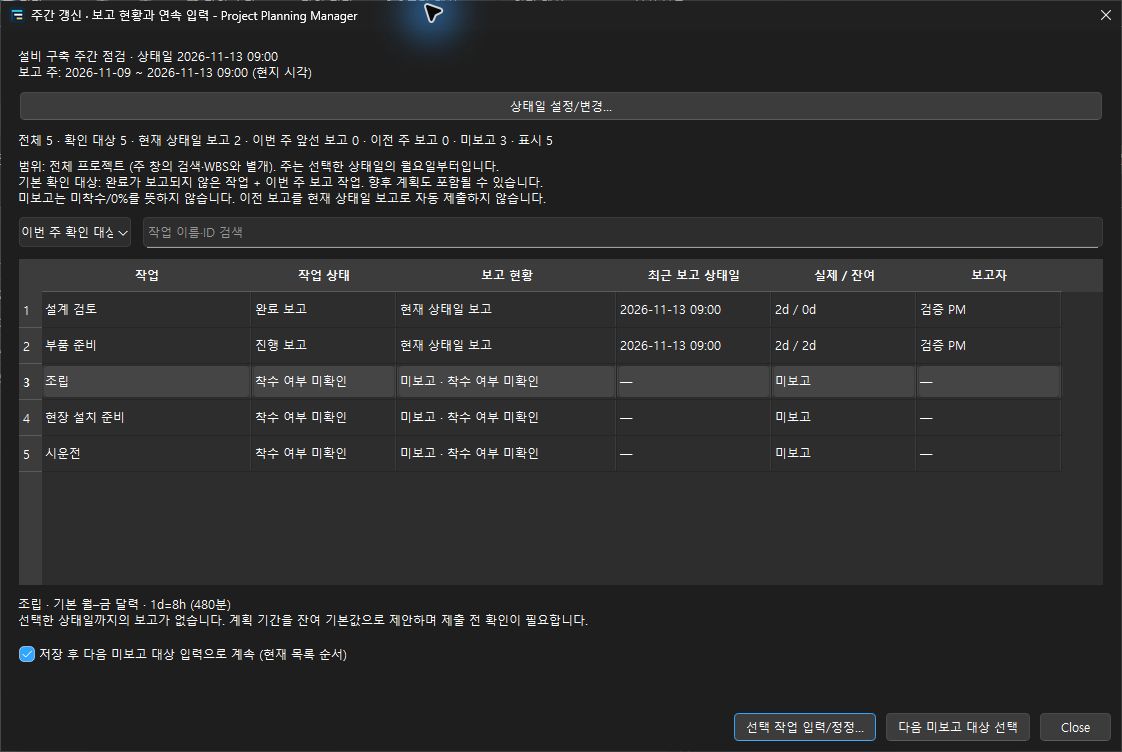 주간 갱신 · 보고 현황과 연속 입력 - Project Planning Manager
설비 구축 주간 점검 · 상태일 2026-11-13 09:00
보고 주: 2026-11-09 ~ 2026-11-13 09:00 (현지 시각)
상태일 설정/변경...
전체 5 · 확인 대상 5 · 현재 상태일 보고 2 · 이번 주 앞선 보고 0 · 이전 주 보고 0 · 미보고 3 · 표시 5
범위: 전체 프로젝트 (주 창의 검색·WBS와 별개). 주는 선택한 상태일의 월요일부터입니다.
기본 확인 대상: 완료가 보고되지 않은 작업 + 이번 주 보고 작업. 향후 계획도 포함될 수 있습니다.
미보고는 미착수/0%를 뜻하지 않습니다. 이전 보고를 현재 상태일 보고로 자동 제출하지 않습니다.
이번 주 확인 대상 작업 이름·ID 검색
작업 작업 상태 보고 현황 최근 보고 상태일 실제 / 잔여 보고자
1 설계 검토 완료 보고 현재 상태일 보고 2026-11-13 09:00 2d / 0d 검증 PM
2 부품 준비 진행 보고 현재 상태일 보고 2026-11-13 09:00 2d / 2d 검증 PM
3 조립 착수 여부 미확인 미보고 · 착수 여부 미확인 — 미보고 —
4 현장 설치 준비 착수 여부 미확인 미보고 · 착수 여부 미확인 — 미보고 —
5 시운전 착수 여부 미확인 미보고 · 착수 여부 미확인 — 미보고 —
조립 · 기본 월–금 달력 · 1d=8h (480분)
선택한 상태일까지의 보고가 없습니다. 계획 기간을 잔여 기본값으로 제안하며 제출 전 확인이 필요합니다.
저장 후 다음 미보고 대상 입력으로 계속 (현재 목록 순서)
선택 작업 입력/정정... 다음 미보고 대상 선택 Close